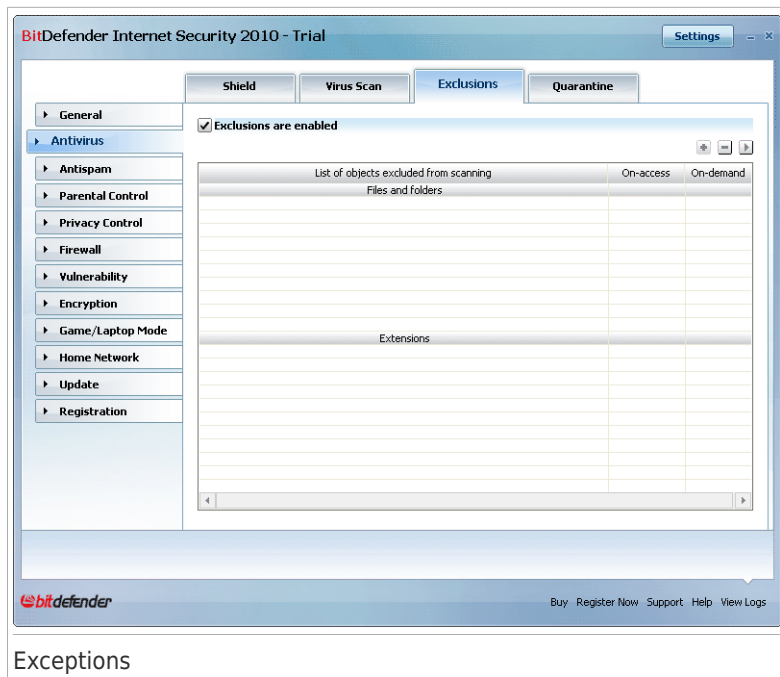 BitDefender Internet Security 2010 - Trial
Settings
Shield
Virus Scan
Exclusions
Quarantine
General
Antivirus
Antispam
Parental Control
Privacy Control
Firewall
Vulnerability
Encryption
Game/Laptop Mode
Home Network
Update
Registration
Exclusions are enabled
List of objects excluded from scanning On-access On-demand
Files and folders
Extensions
bitdefender
Buy Register Now Support Help View Logs
Exceptions